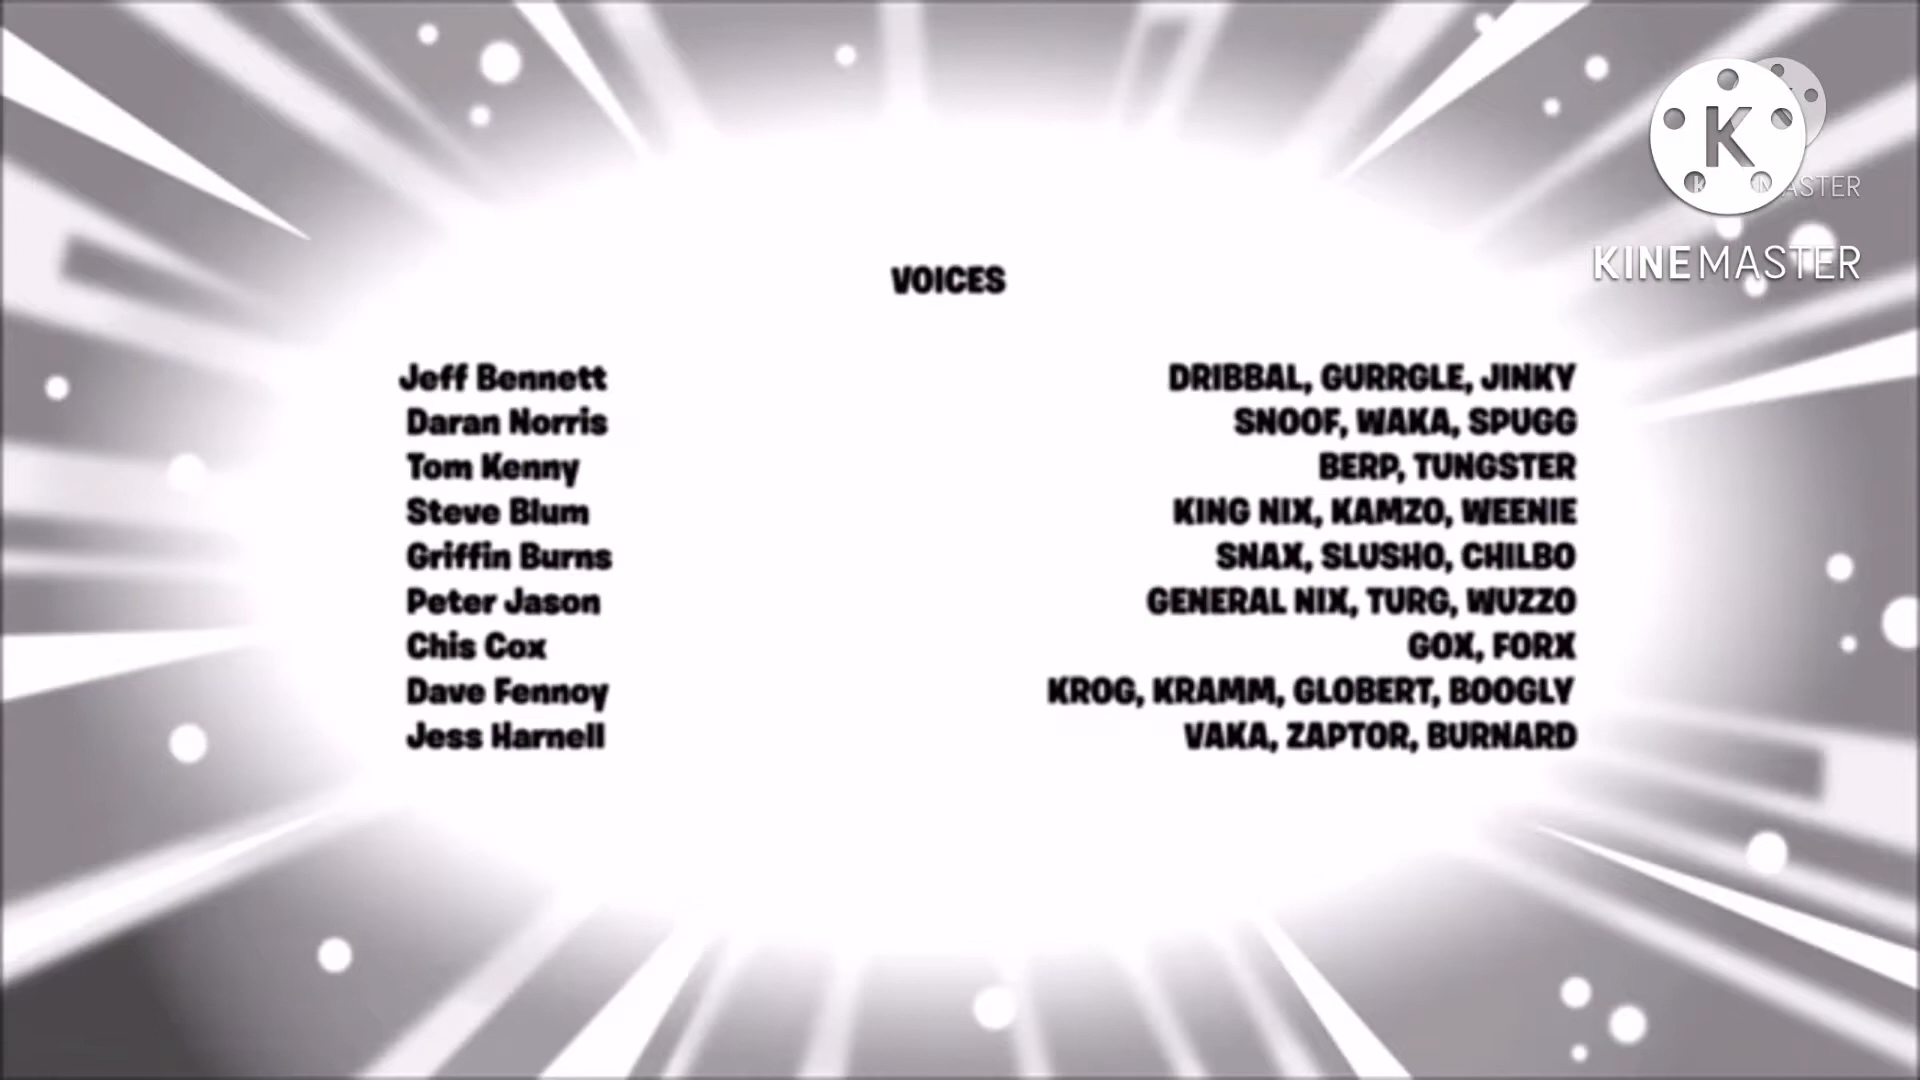 VOICES
Jeff Bennett DRIBBAL, GURRGLE, JINKY
Daran Norris SNOOF, WAKA, SPUGG
Tom Kenny BERP, TUNGSTER
Steve Blum KING NIX, KAMZO, WEENIE
Griffin Burns SNAX, SLUSHO, CHILBO
Peter Jason GENERAL NIX, TURG, WUZZO
Chis Cox GOX, FORX
Dave Fennoy KROG, KRAMM, GLOBERT, BOOGLY
Jess Harnell VAKA, ZAPTOR, BURNARD
K
KINEMASTER